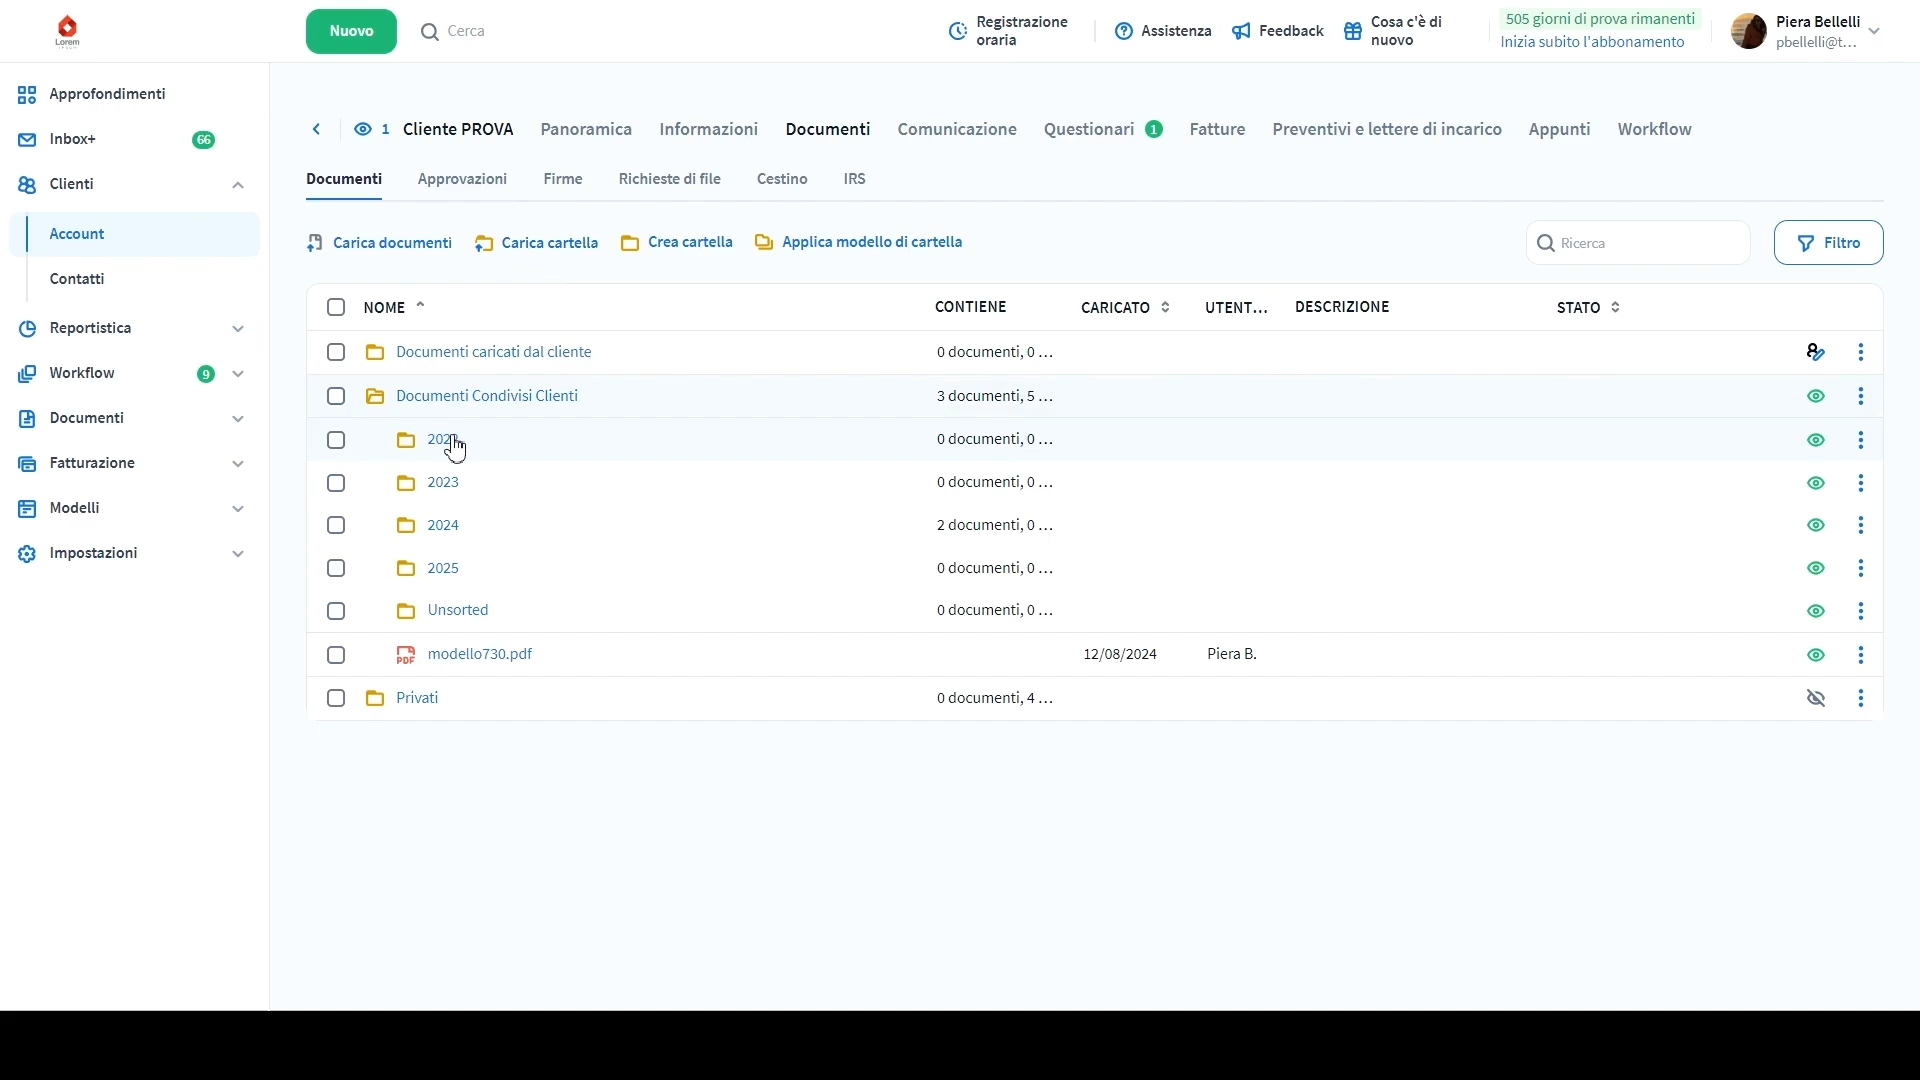 Lorem
Nuovo
Cerca
Registrazione
oraria
Assistenza
Feedback
Cosa c'è di
nuovo
505 giorni di prova rimanenti
Inizia subito l'abbonamento
Piera Bellelli
pbellelli@t...
Approfondimenti
Inbox+ 66
Clienti
Account
Contatti
Reportistica
Workflow 9
Documenti
Fatturazione
Modelli
Impostazioni
1 Cliente PROVA Panoramica Informazioni Documenti Comunicazione Questionari 1 Fatture Preventivi e lettere di incarico Appunti Workflow
Documenti Approvazioni Firme Richieste di file Cestino IRS
Carica documenti Carica cartella Crea cartella Applica modello di cartella Ricerca Filtro
NOME CONTIENE CARICATO UTENT... DESCRIZIONE STATO
Documenti caricati dal cliente 0 documenti, 0 ...
Documenti Condivisi Clienti 3 documenti, 5 ...
0 documenti, 0 ...
2023 0 documenti, 0 ...
2024 2 documenti, 0 ...
2025 0 documenti, 0 ...
Unsorted 0 documenti, 0 ...
PDF modello730.pdf 12/08/2024 Piera B.
Privati 0 documenti, 4 ...